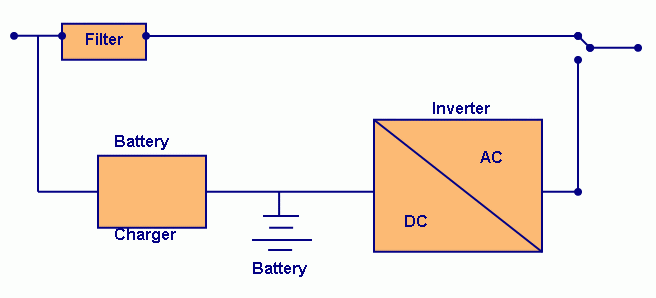 Filter
Inverter
Battery
AC
DC
Charger
Battery